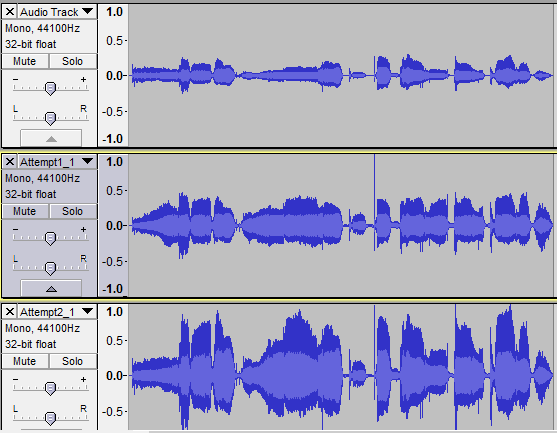 Audio Track
Mono, 44100Hz
32-bit float
Mute Solo
- +
L R
1.0
0.5-
0.0-
-0.5-
-1.0
Attempt1_1
Mono, 44100Hz
32-bit float
Mute Solo
- +
L R
1.0
0.5-
0.0-
-0.5-
-1.0
Attempt2_1
Mono, 44100Hz
32-bit float
Mute Solo
- +
L R
1.0
0.5-
0.0-
-0.5-